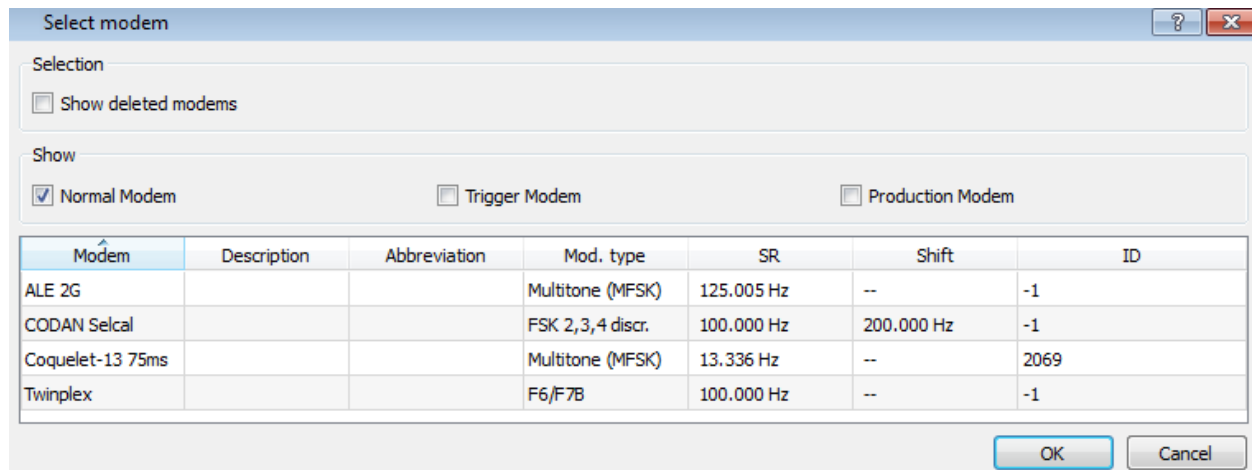 Select modem
Selection
Show deleted modems
Show
Normal Modem Trigger Modem Production Modem
Modem Description Abbreviation Mod. type SR Shift ID
ALE 2G Multitone (MFSK) 125.005 Hz -- -1
CODAN Selcal FSK 2,3,4 discr. 100.000 Hz 200.000 Hz -1
Coquelet-13 75ms Multitone (MFSK) 13.336 Hz -- 2069
Twinplex F6/F7B 100.000 Hz -- -1
OK Cancel